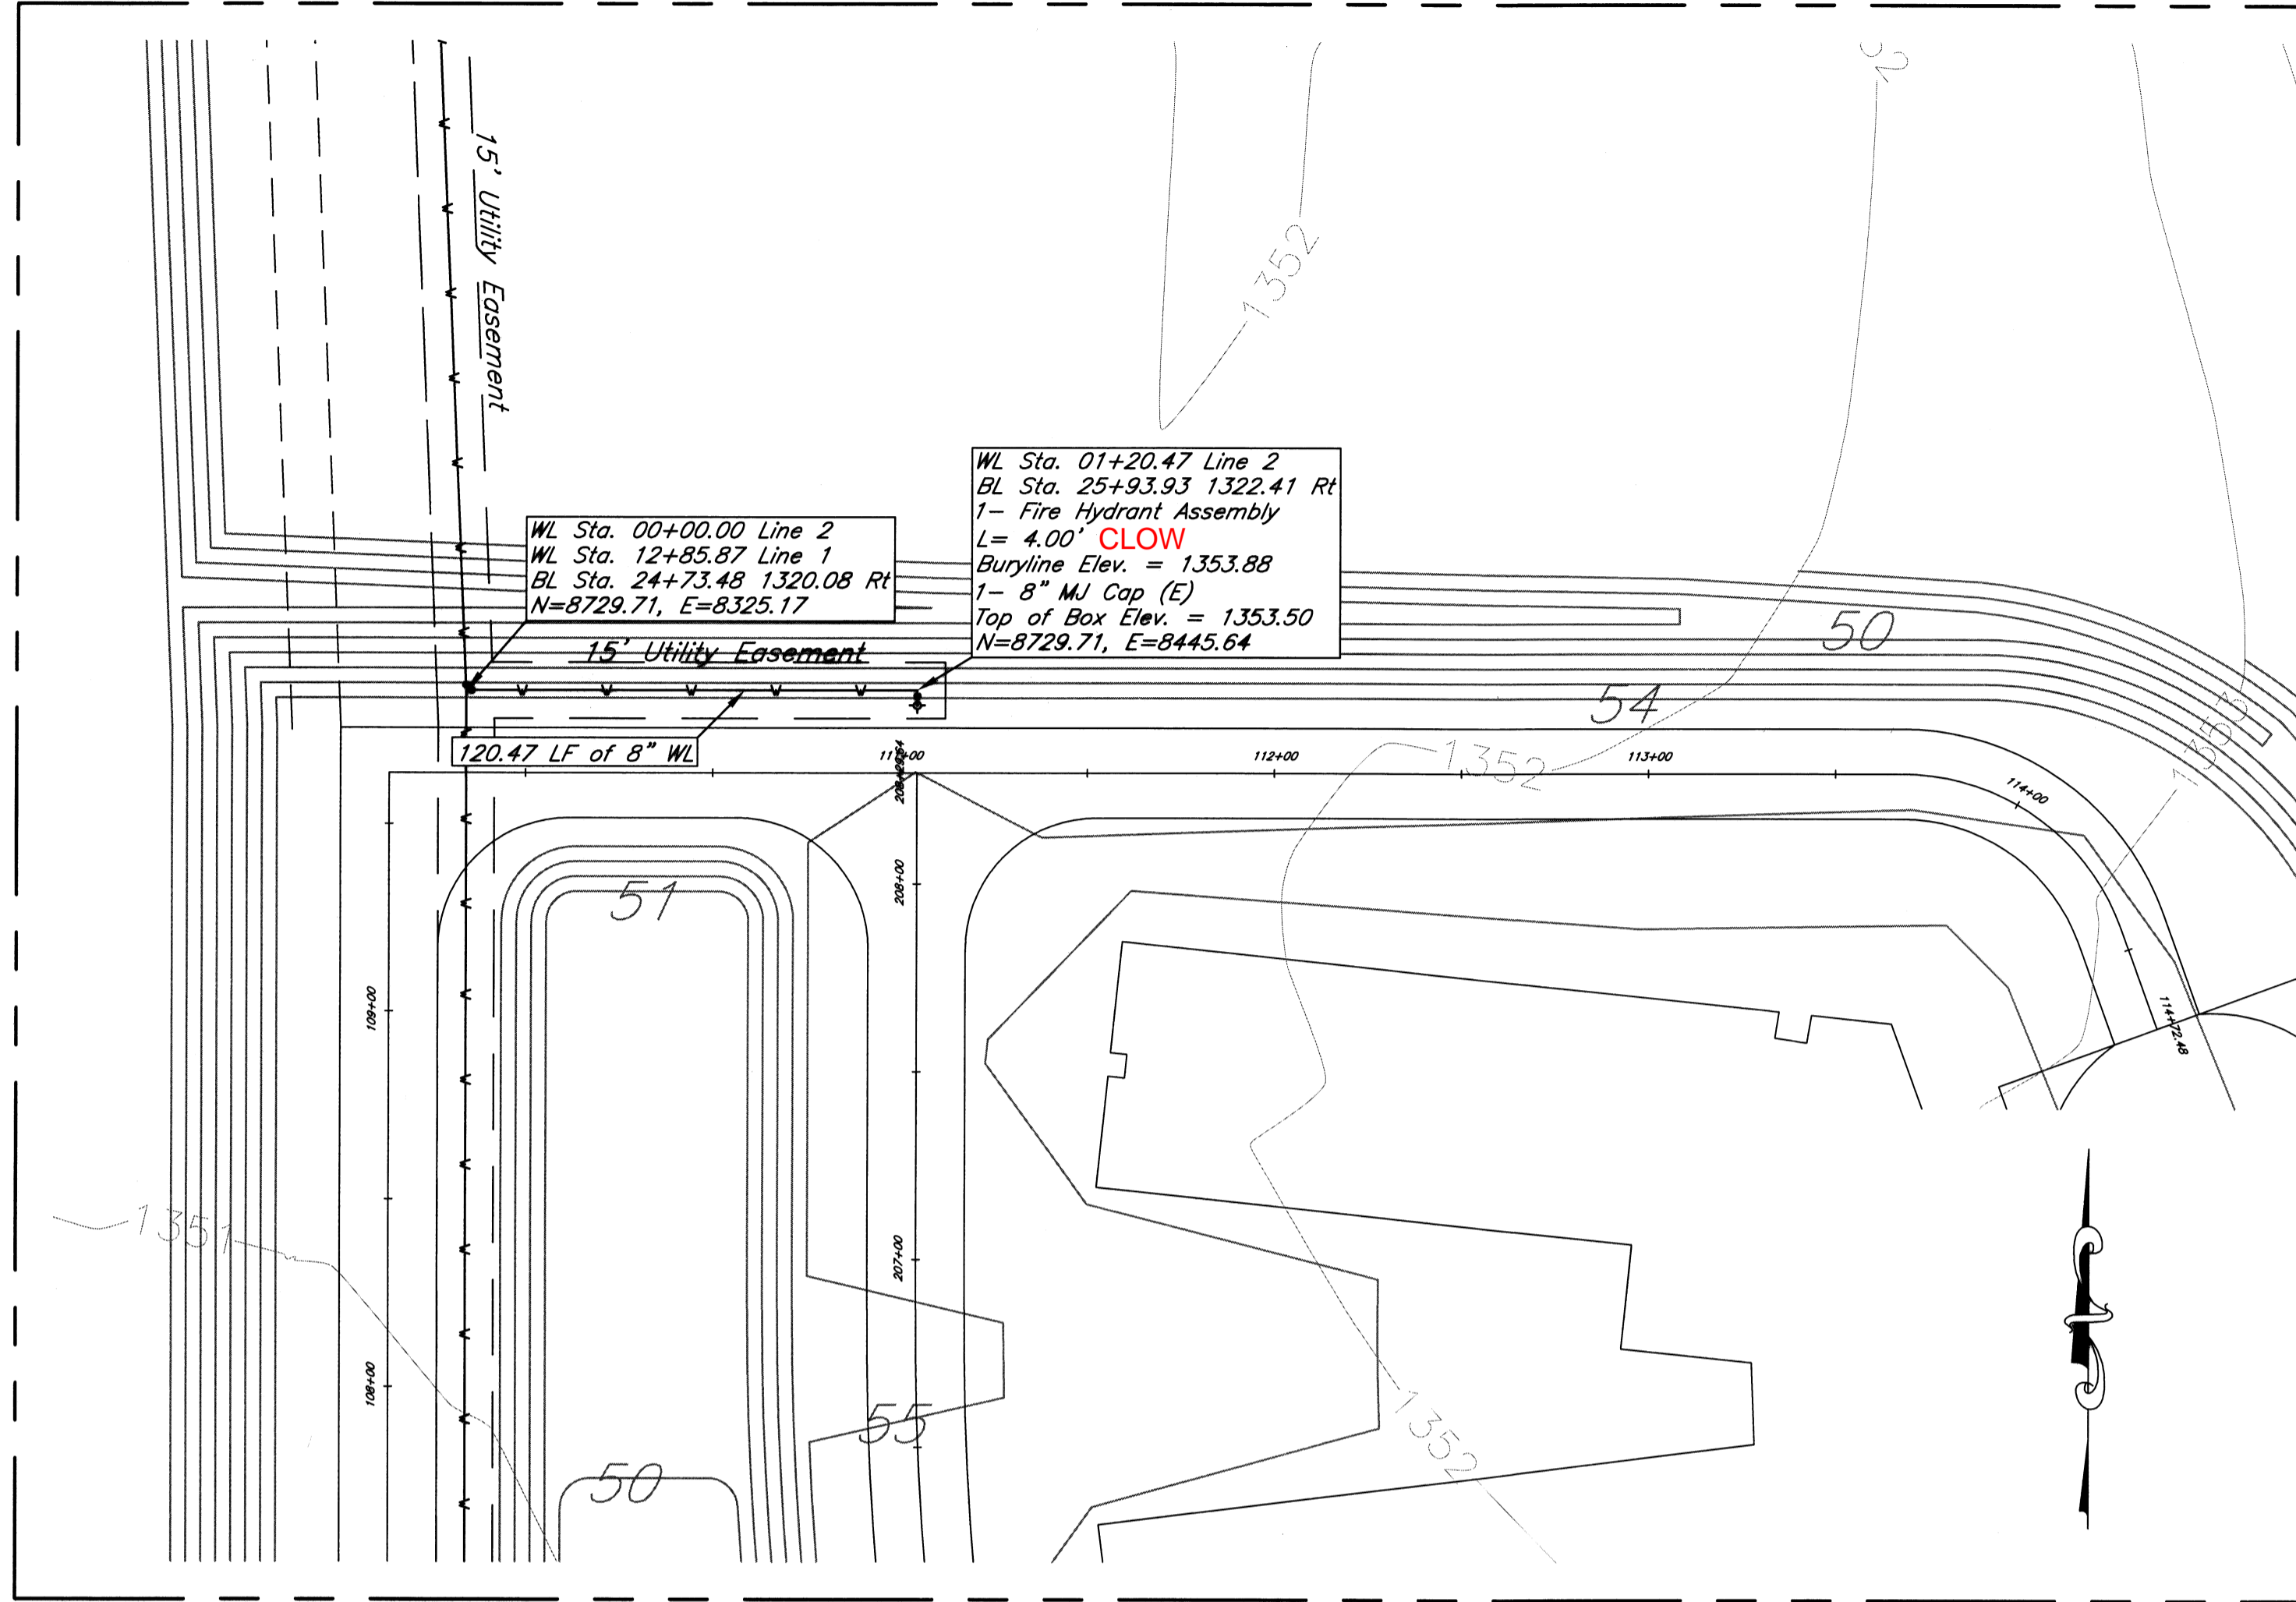 52
15' Utility Easement
1352
WL Sta. 01+20.47 Line 2
BL Sta. 25+93.93 1322.41 Rt
1- Fire Hydrant Assembly
L= 4.00' CLOW
Buryline Elev. = 1353.88
1- 8" MJ Cap (E)
Top of Box Elev. = 1353.50
N=8729.71, E=8445.64
WL Sta. 00+00.00 Line 2
WL Sta. 12+85.87 Line 1
BL Sta. 24+73.48 1320.08 Rt
N=8729.71, E=8325.17
15' Utility Easement
50
54
1353
120.47 LF of 8" WL
111+00
112+00
1352
113+00
114+00
51
208+00
109+00
114+72.48
1351
207+00
108+00
55
1352
50